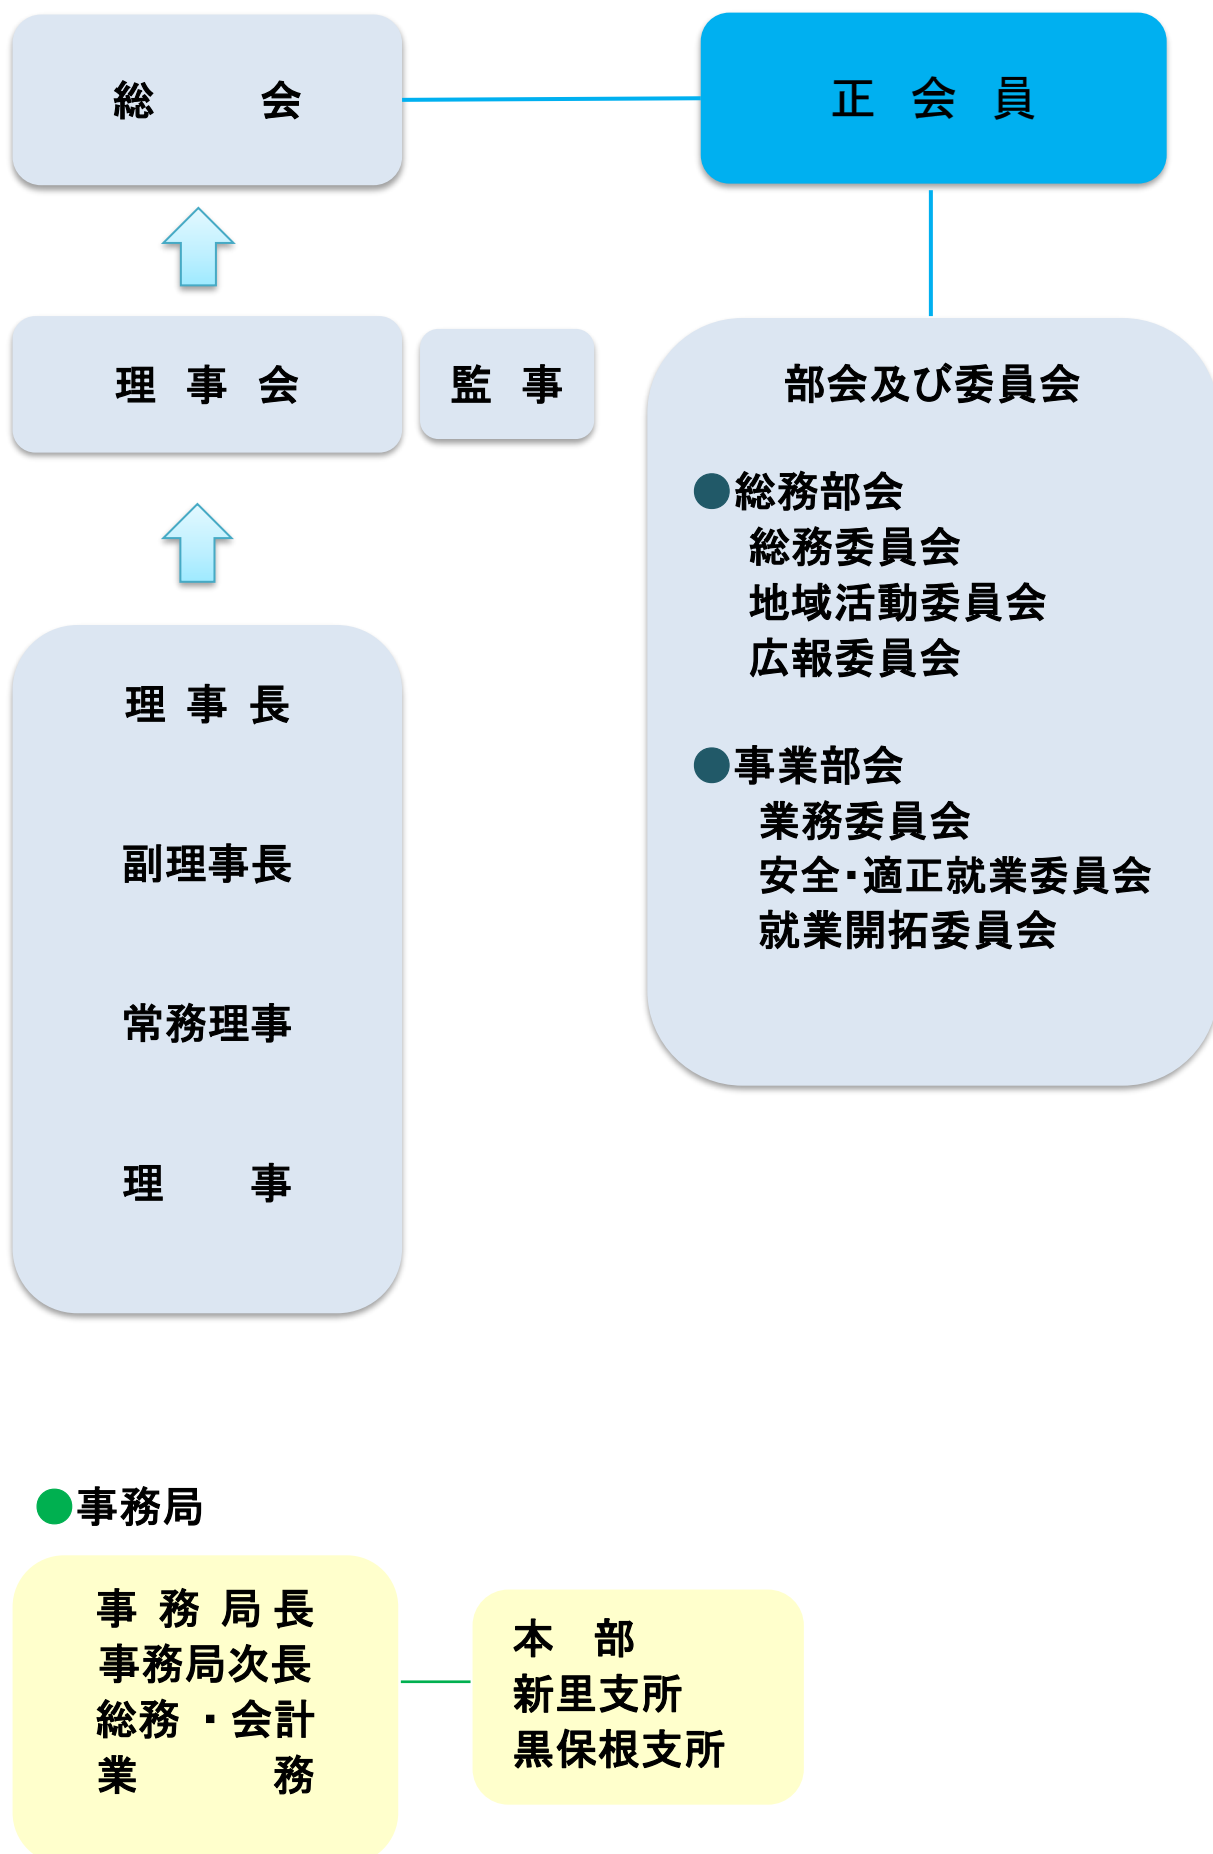 総　会
正　会　員
理　事　会
監　事
部会及び委員会
●総務部会
総務委員会
地域活動委員会
広報委員会
●事業部会
業務委員会
安全・適正就業委員会
就業開拓委員会
理 事 長
副理事長
常務理事
理　事
●事務局
事 務 局 長
事務局次長
総務・会計
業　務
本　部
新里支所
黒保根支所